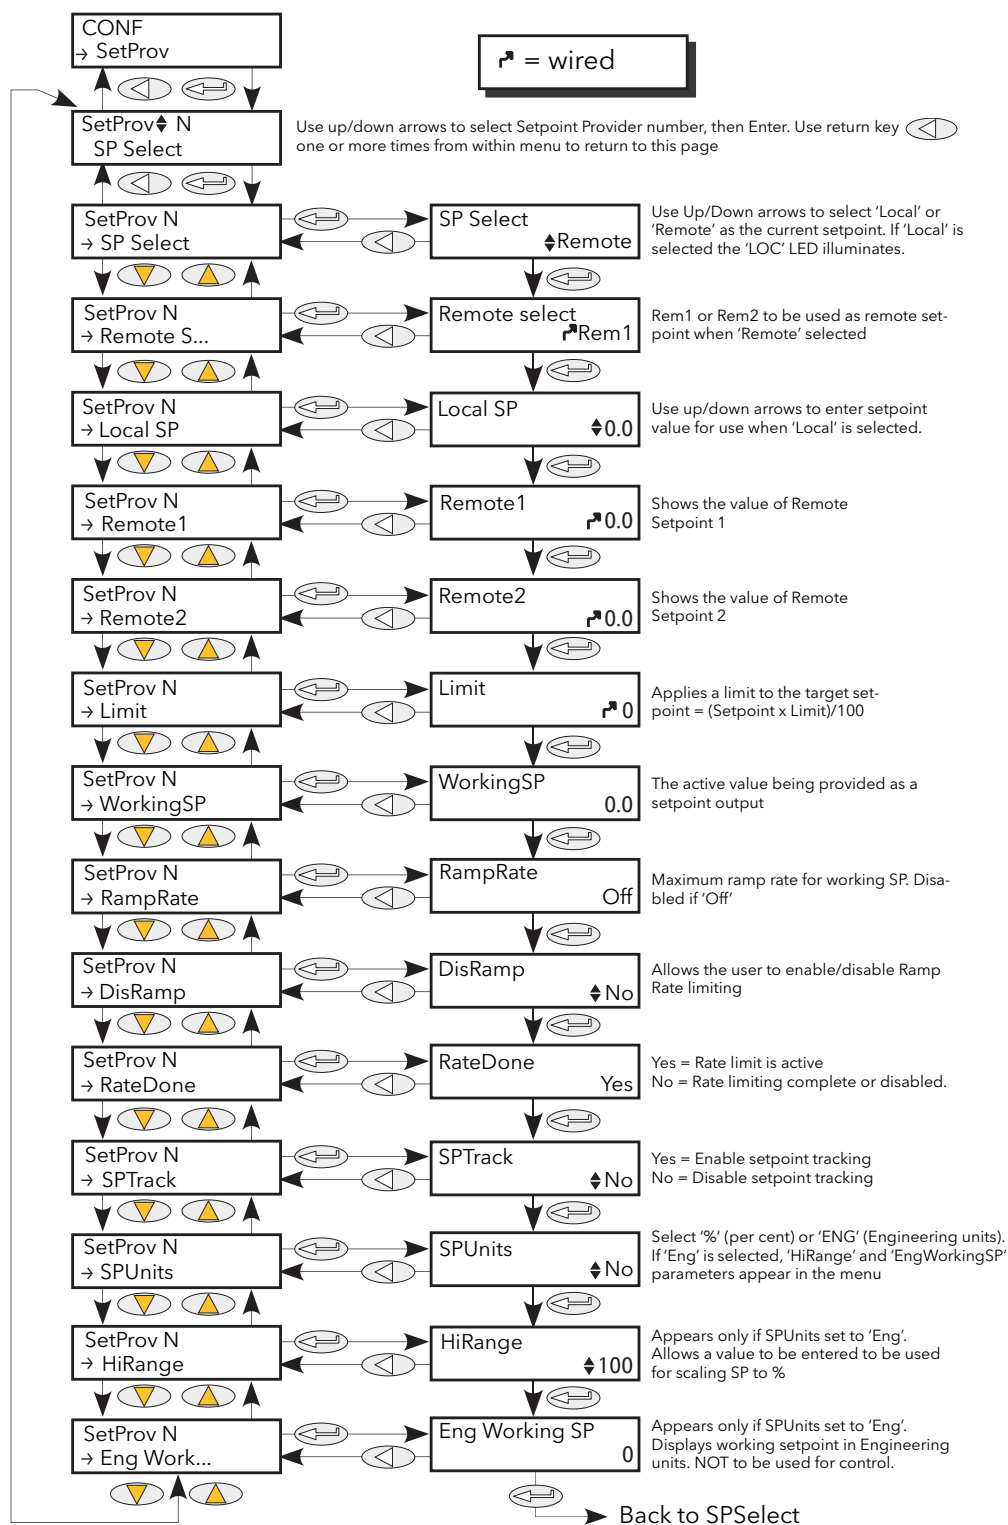 CONF
→ SetProv
= wired
SetProv N
SP Select
Use up/down arrows to select Setpoint Provider number, then Enter. Use return key
one or more times from within menu to return to this page
SetProv N
→ SP Select
SP Select
Remote
Use Up/Down arrows to select ‘Local’ or
‘Remote’ as the current setpoint. If ‘Local’ is
selected the ‘LOC’ LED illuminates.
SetProv N
→ Remote S...
Remote select
Rem1
Rem1 or Rem2 to be used as remote set-
point when ‘Remote’ selected
SetProv N
→ Local SP
Local SP
0.0
Use up/down arrows to enter setpoint
value for use when ‘Local’ is selected.
SetProv N
→ Remote1
Remote1
0.0
Shows the value of Remote
Setpoint 1
SetProv N
→ Remote2
Remote2
0.0
Shows the value of Remote
Setpoint 2
SetProv N
→ Limit
Limit
0
Applies a limit to the target set-
point = (Setpoint x Limit)/100
SetProv N
→ WorkingSP
WorkingSP
0.0
The active value being provided as a
setpoint output
SetProv N
→ RampRate
RampRate
Off
Maximum ramp rate for working SP. Disa-
bled if ‘Off’
SetProv N
→ DisRamp
DisRamp
No
Allows the user to enable/disable Ramp
Rate limiting
SetProv N
→ RateDone
RateDone
Yes
Yes = Rate limit is active
No = Rate limiting complete or disabled.
SetProv N
→ SPTrack
SPTrack
No
Yes = Enable setpoint tracking
No = Disable setpoint tracking
SetProv N
→ SPUnits
SPUnits
No
Select ‘%’ (per cent) or ‘ENG’ (Engineering units).
If ‘Eng’ is selected, ‘HiRange’ and ‘EngWorkingSP’
parameters appear in the menu
SetProv N
→ HiRange
HiRange
100
Appears only if SPUnits set to ‘Eng’.
Allows a value to be entered to be used
for scaling SP to %
SetProv N
→ Eng Work...
Eng Working SP
0
Appears only if SPUnits set to ‘Eng’.
Displays working setpoint in Engineering
units. NOT to be used for control.
Back to SPSelect